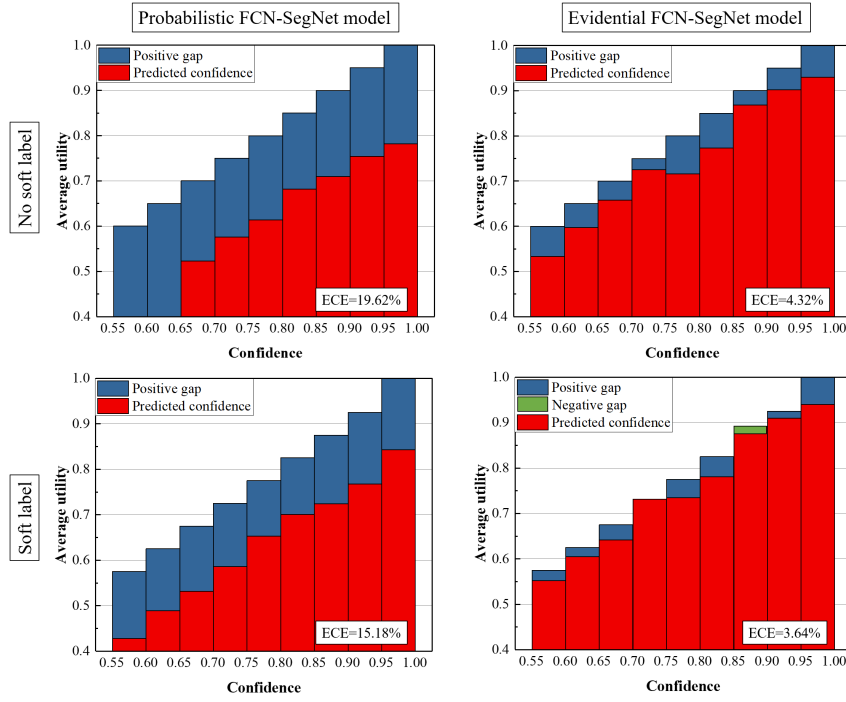 Probabilistic FCN-SegNet model
Evidential FCN-SegNet model
No soft label
Average utility
1.0
0.9
0.8
0.7
0.6
0.5
0.4
Positive gap
Predicted confidence
ECE=19.62%
0.55 0.60 0.65 0.70 0.75 0.80 0.85 0.90 0.95 1.00
Confidence
Average utility
1.0
0.9
0.8
0.7
0.6
0.5
0.4
Positive gap
Predicted confidence
ECE=4.32%
0.55 0.60 0.65 0.70 0.75 0.80 0.85 0.90 0.95 1.00
Confidence
Soft label
Average utility
1.0
0.9
0.8
0.7
0.6
0.5
0.4
Positive gap
Predicted confidence
ECE=15.18%
0.55 0.60 0.65 0.70 0.75 0.80 0.85 0.90 0.95 1.00
Confidence
Average utility
1.0
0.9
0.8
0.7
0.6
0.5
0.4
Positive gap
Negative gap
Predicted confidence
ECE=3.64%
0.55 0.60 0.65 0.70 0.75 0.80 0.85 0.90 0.95 1.00
Confidence